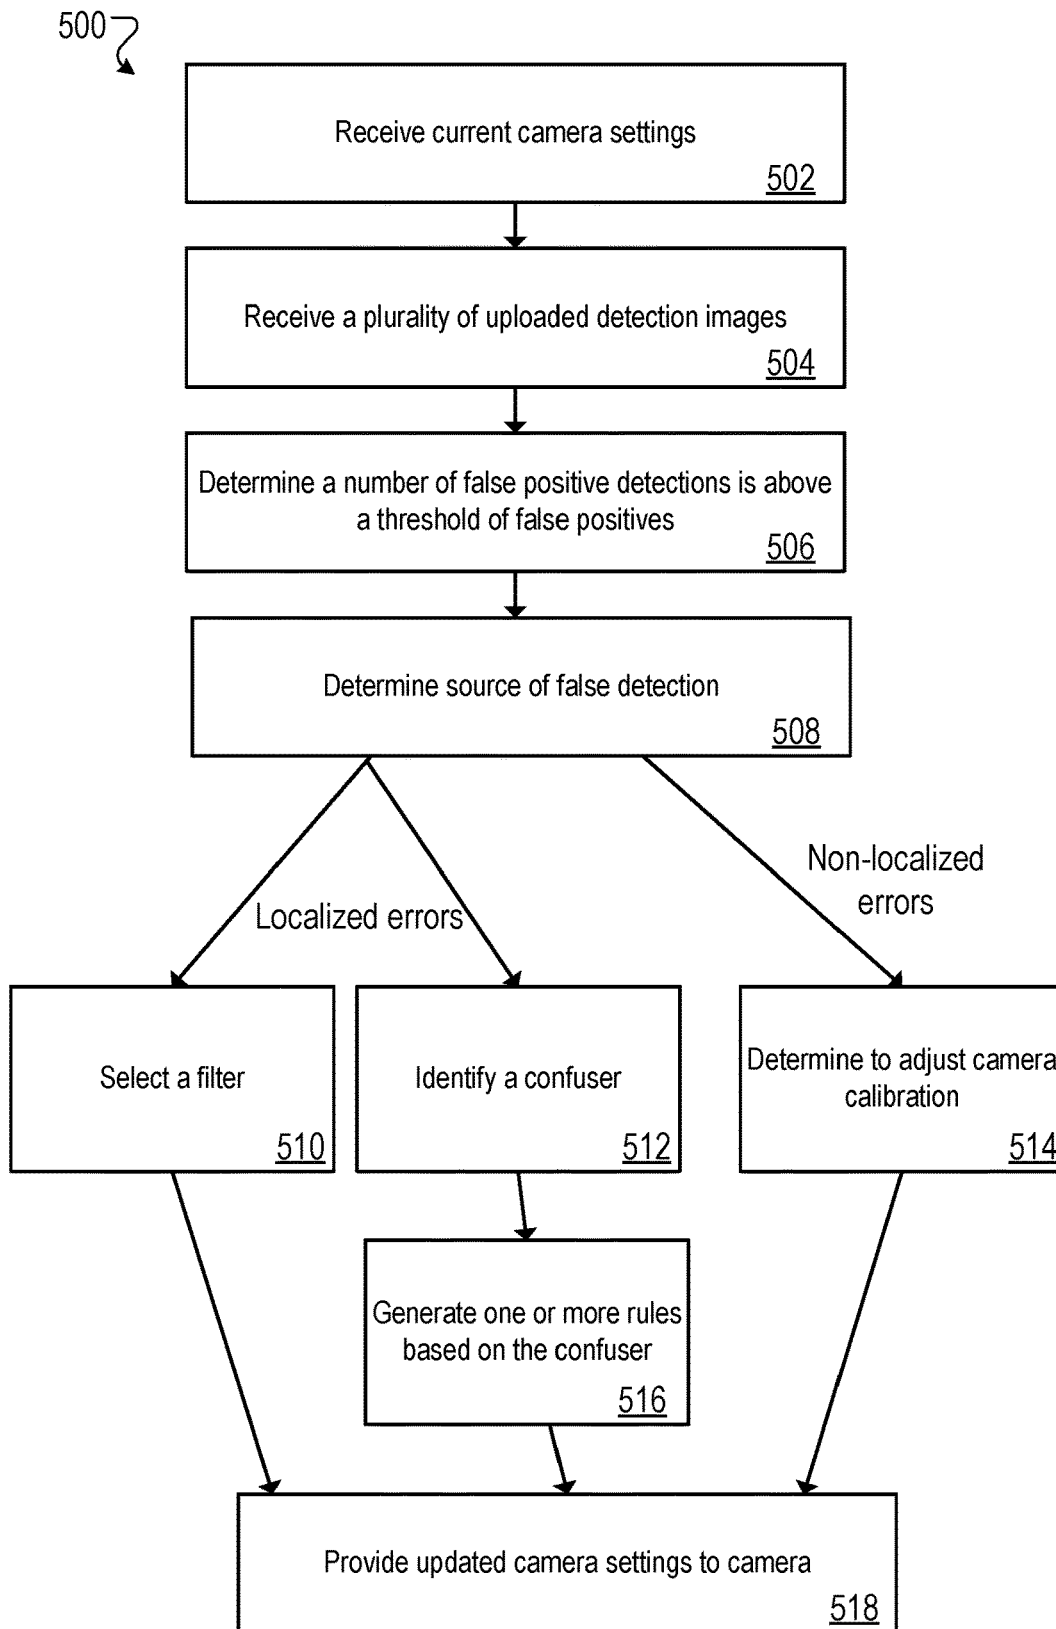 500
Receive current camera settings
502
Receive a plurality of uploaded detection images
504
Determine a number of false positive detections is above
a threshold of false positives
506
Determine source of false detection
508
Localized errors
Non-localized
errors
Select a filter
510
Identify a confuser
512
Determine to adjust camera
calibration
514
Generate one or more rules
based on the confuser
516
Provide updated camera settings to camera
518